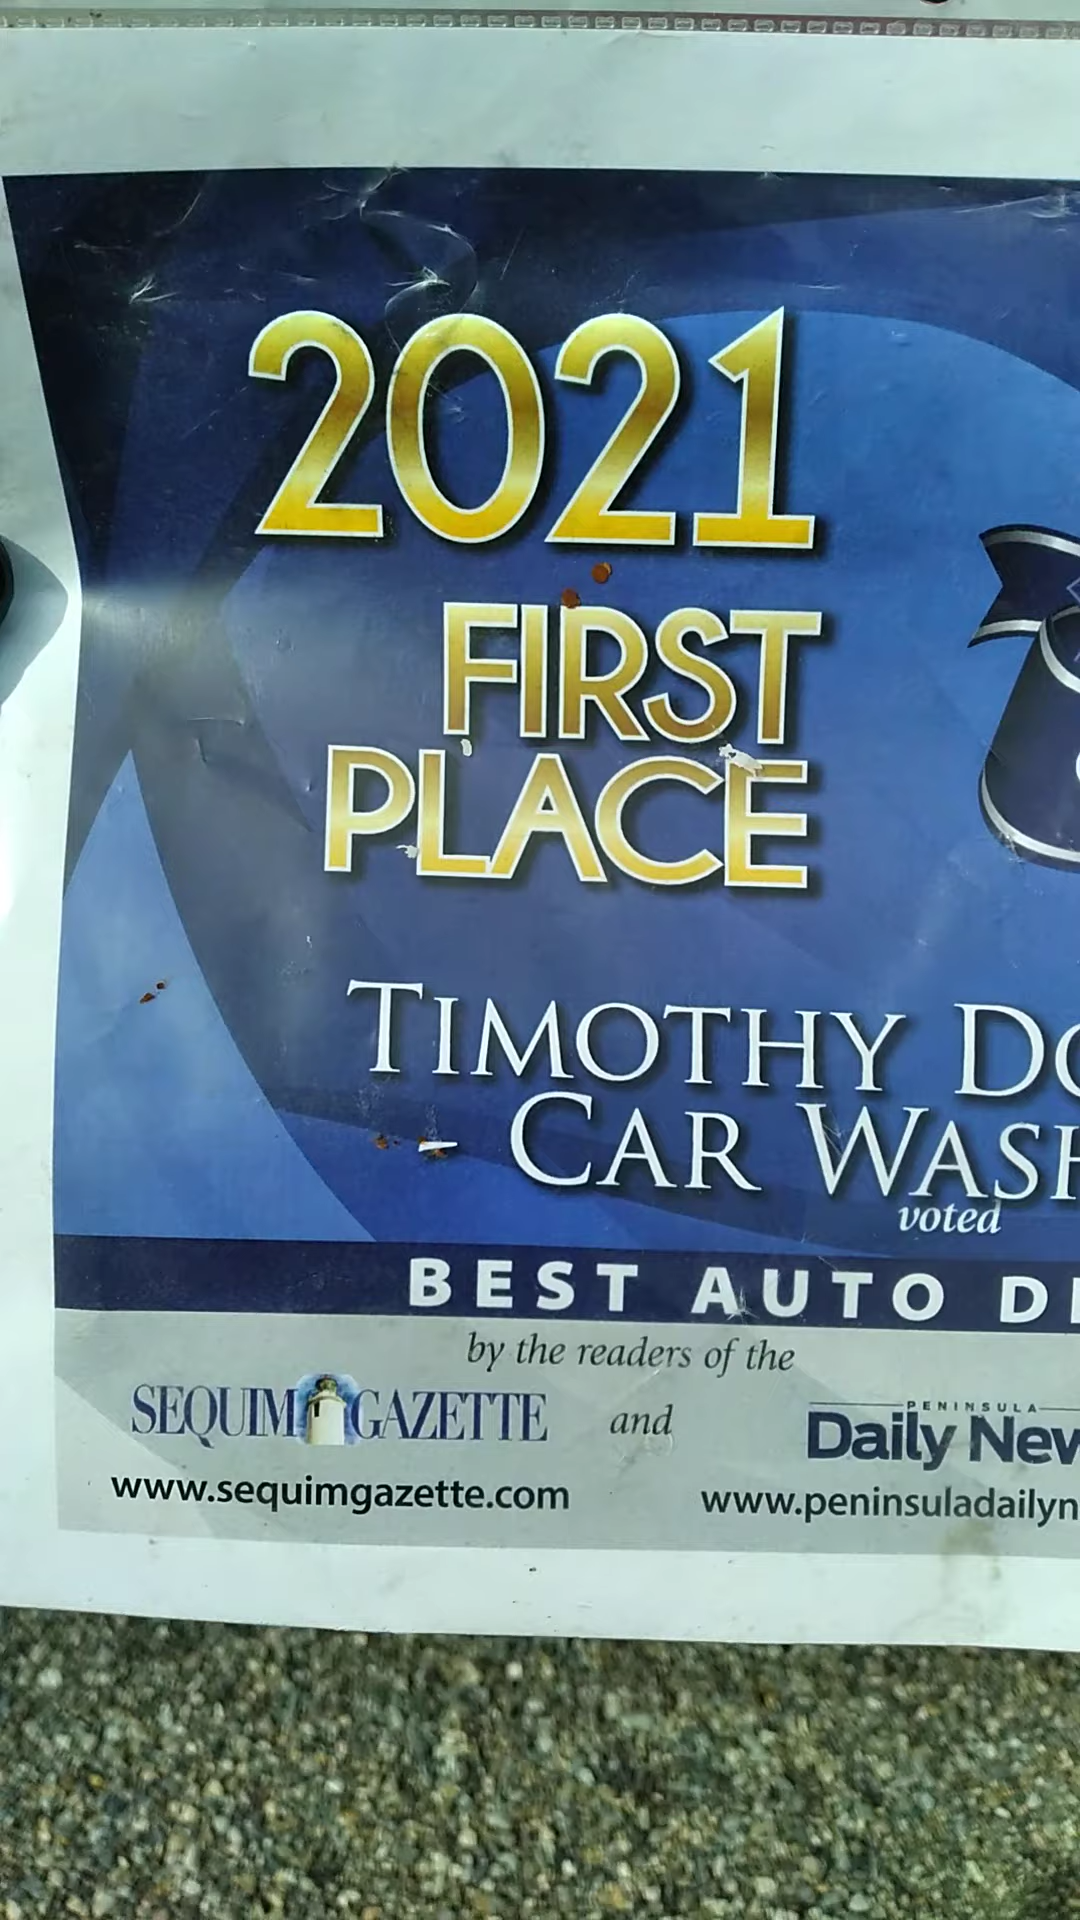 2021
FIRST
PLACE
TIMOTHY
CAR WASH
voted
BEST AUTO
by the readers of the
SEQUIM GAZETTE and PENINSULA
Daily
www.sequimgazette.com